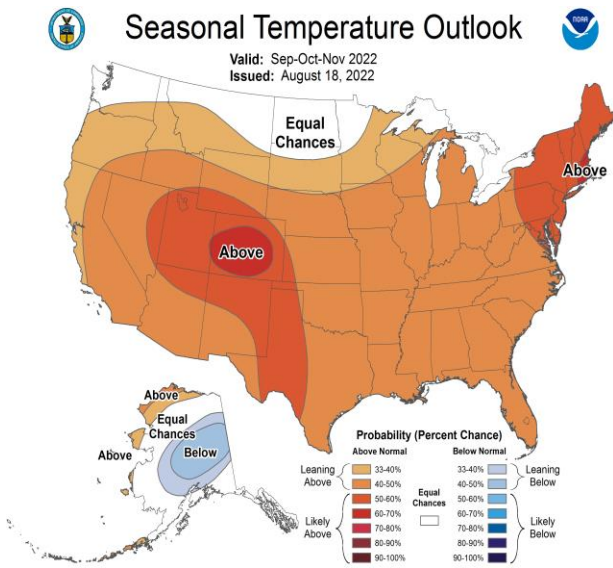 Seasonal Temperature Outlook
NOAA
Valid: Sep-Oct-Nov 2022
Issued: August 18, 2022
Equal
Chances
Above
Above
Above
Equal
Chances
Above
Below
Probability (Percent Chance)
Above Normal
Below Normal
Leaning
Above
33-40%
40-50%
Likely
Above
50-60%
60-70%
70-80%
80-90%
90-100%
Equal
Chances
33-40%
40-50%
Leaning
Below
50-60%
60-70%
70-80%
80-90%
90-100%
Likely
Below